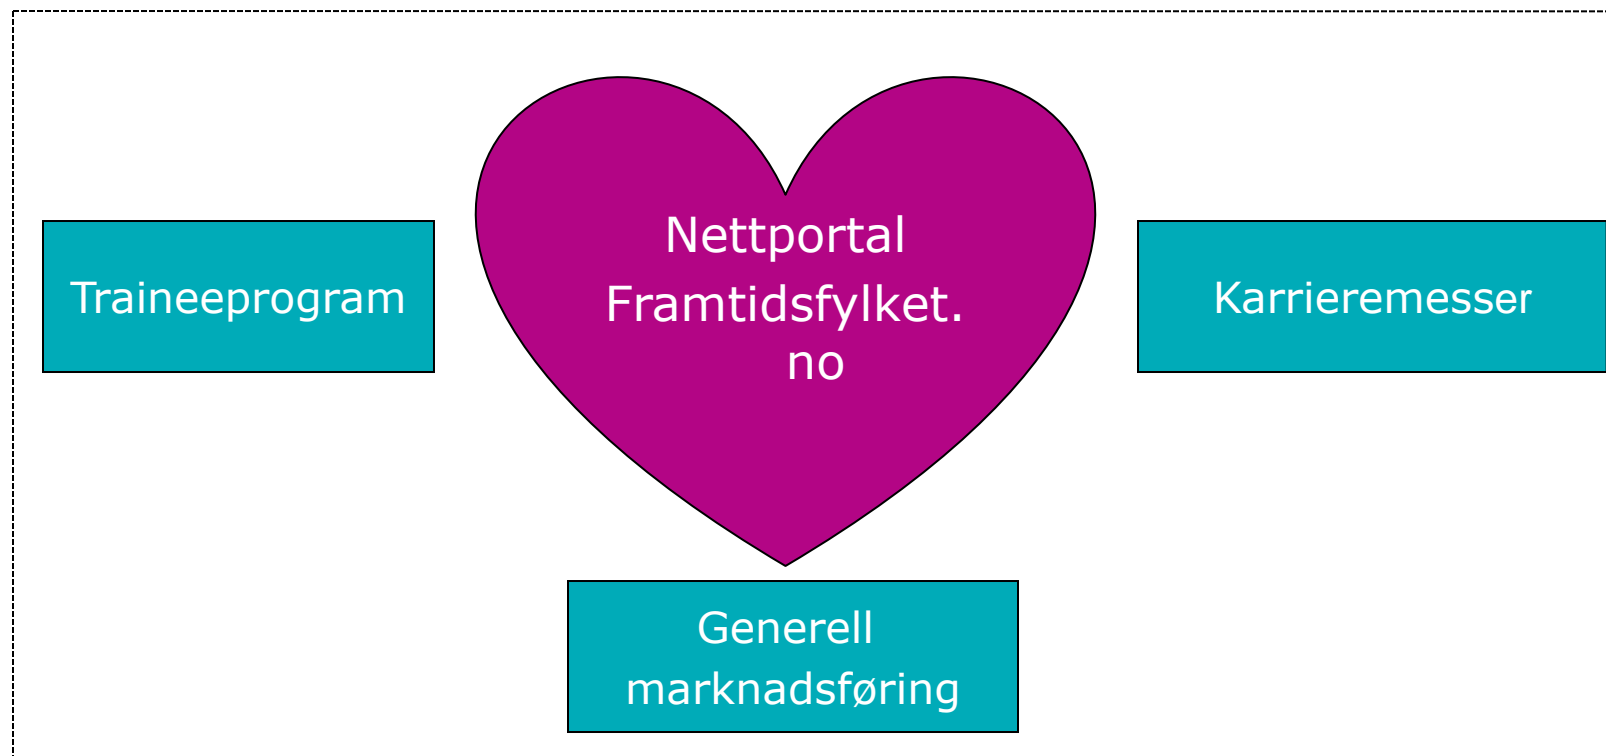 Traineeprogram
Nettportal
Framtidsfylket.
no
Karrieremesser
Generell
marknadsføring